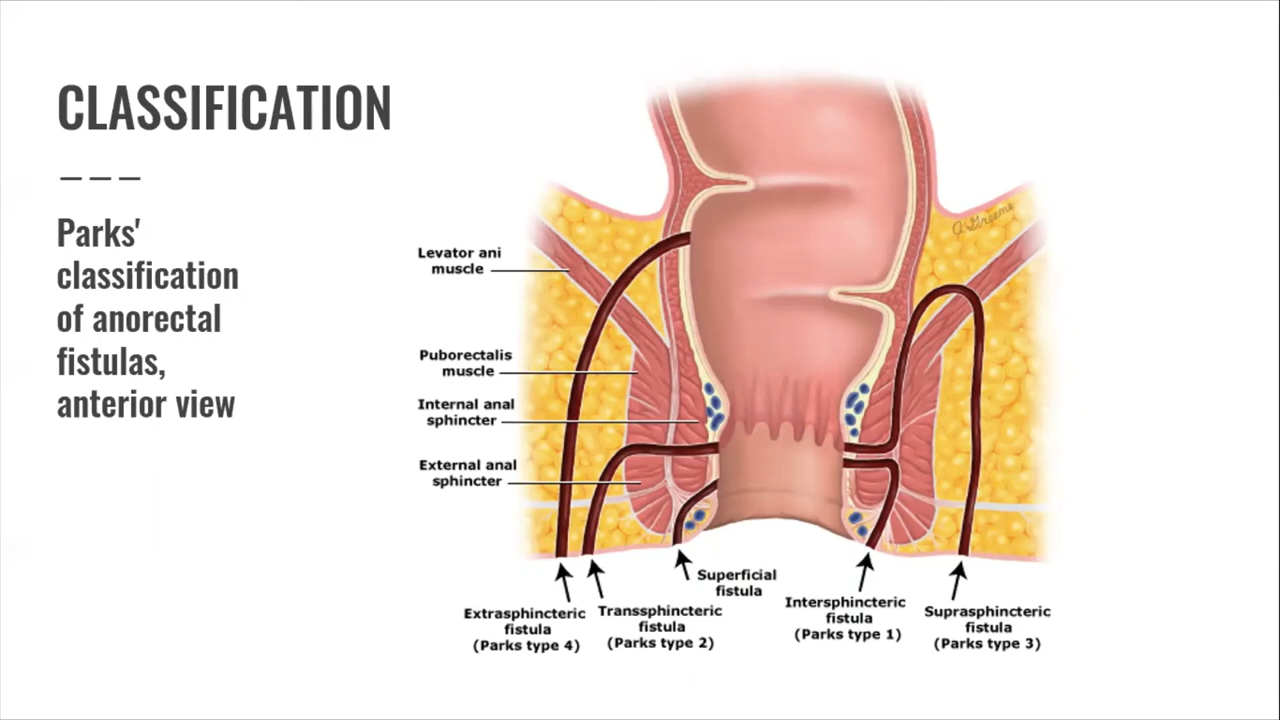 CLASSIFICATION
Parks'
classification
of anorectal
fistulas,
anterior view
Levator ani
muscle
Puborectalis
muscle
Internal anal
sphincter
External anal
sphincter
Extrasphincteric
fistula
(Parks type 4)
Transsphincteric
fistula
(Parks type 2)
Superficial
fistula
Intersphincteric
fistula
(Parks type 1)
Suprasphincteric
fistula
(Parks type 3)